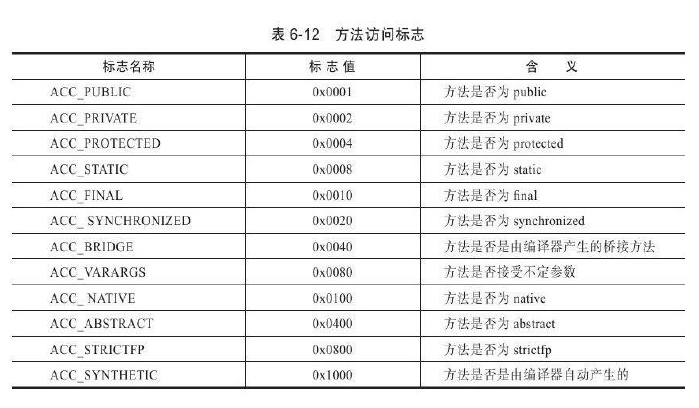 表 6-12 方法访问标志
标志名称 标 志 值 含 义
ACC_PUBLIC 0x0001 方法是否为 public
ACC_PRIVATE 0x0002 方法是否为 private
ACC_PROTECTED 0x0004 方法是否为 protected
ACC_STATIC 0x0008 方法是否为 static
ACC_FINAL 0x0010 方法是否为 final
ACC_ SYNCHRONIZED 0x0020 方法是否为 synchronized
ACC_BRIDGE 0x0040 方法是否是由编译器产生的桥接方法
ACC_VARARGS 0x0080 方法是否接受不定参数
ACC_ NATIVE 0x0100 方法是否为 native
ACC_ABSTRACT 0x0400 方法是否为 abstract
ACC_STRICTFP 0x0800 方法是否为 strictfp
ACC_SYNTHETIC 0x1000 方法是否是由编译器自动产生的